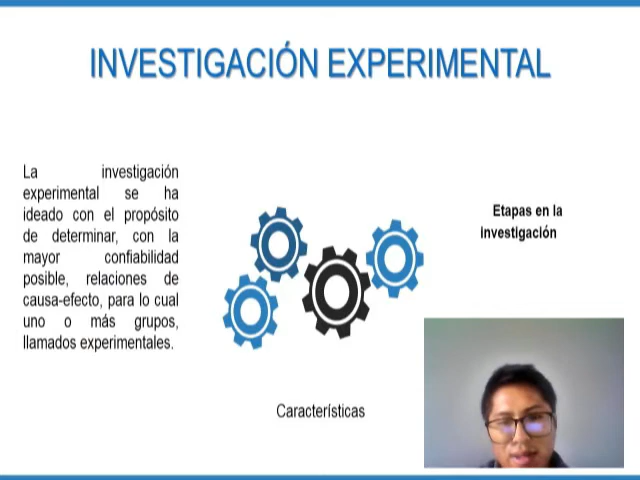 INVESTIGACIÓN EXPERIMENTAL
La investigación
experimental se ha
ideado con el propósito
de determinar, con la
mayor confiabilidad
posible, relaciones de
causa-efecto, para lo cual
uno o más grupos,
llamados experimentales.
Etapas en la
investigación
Características